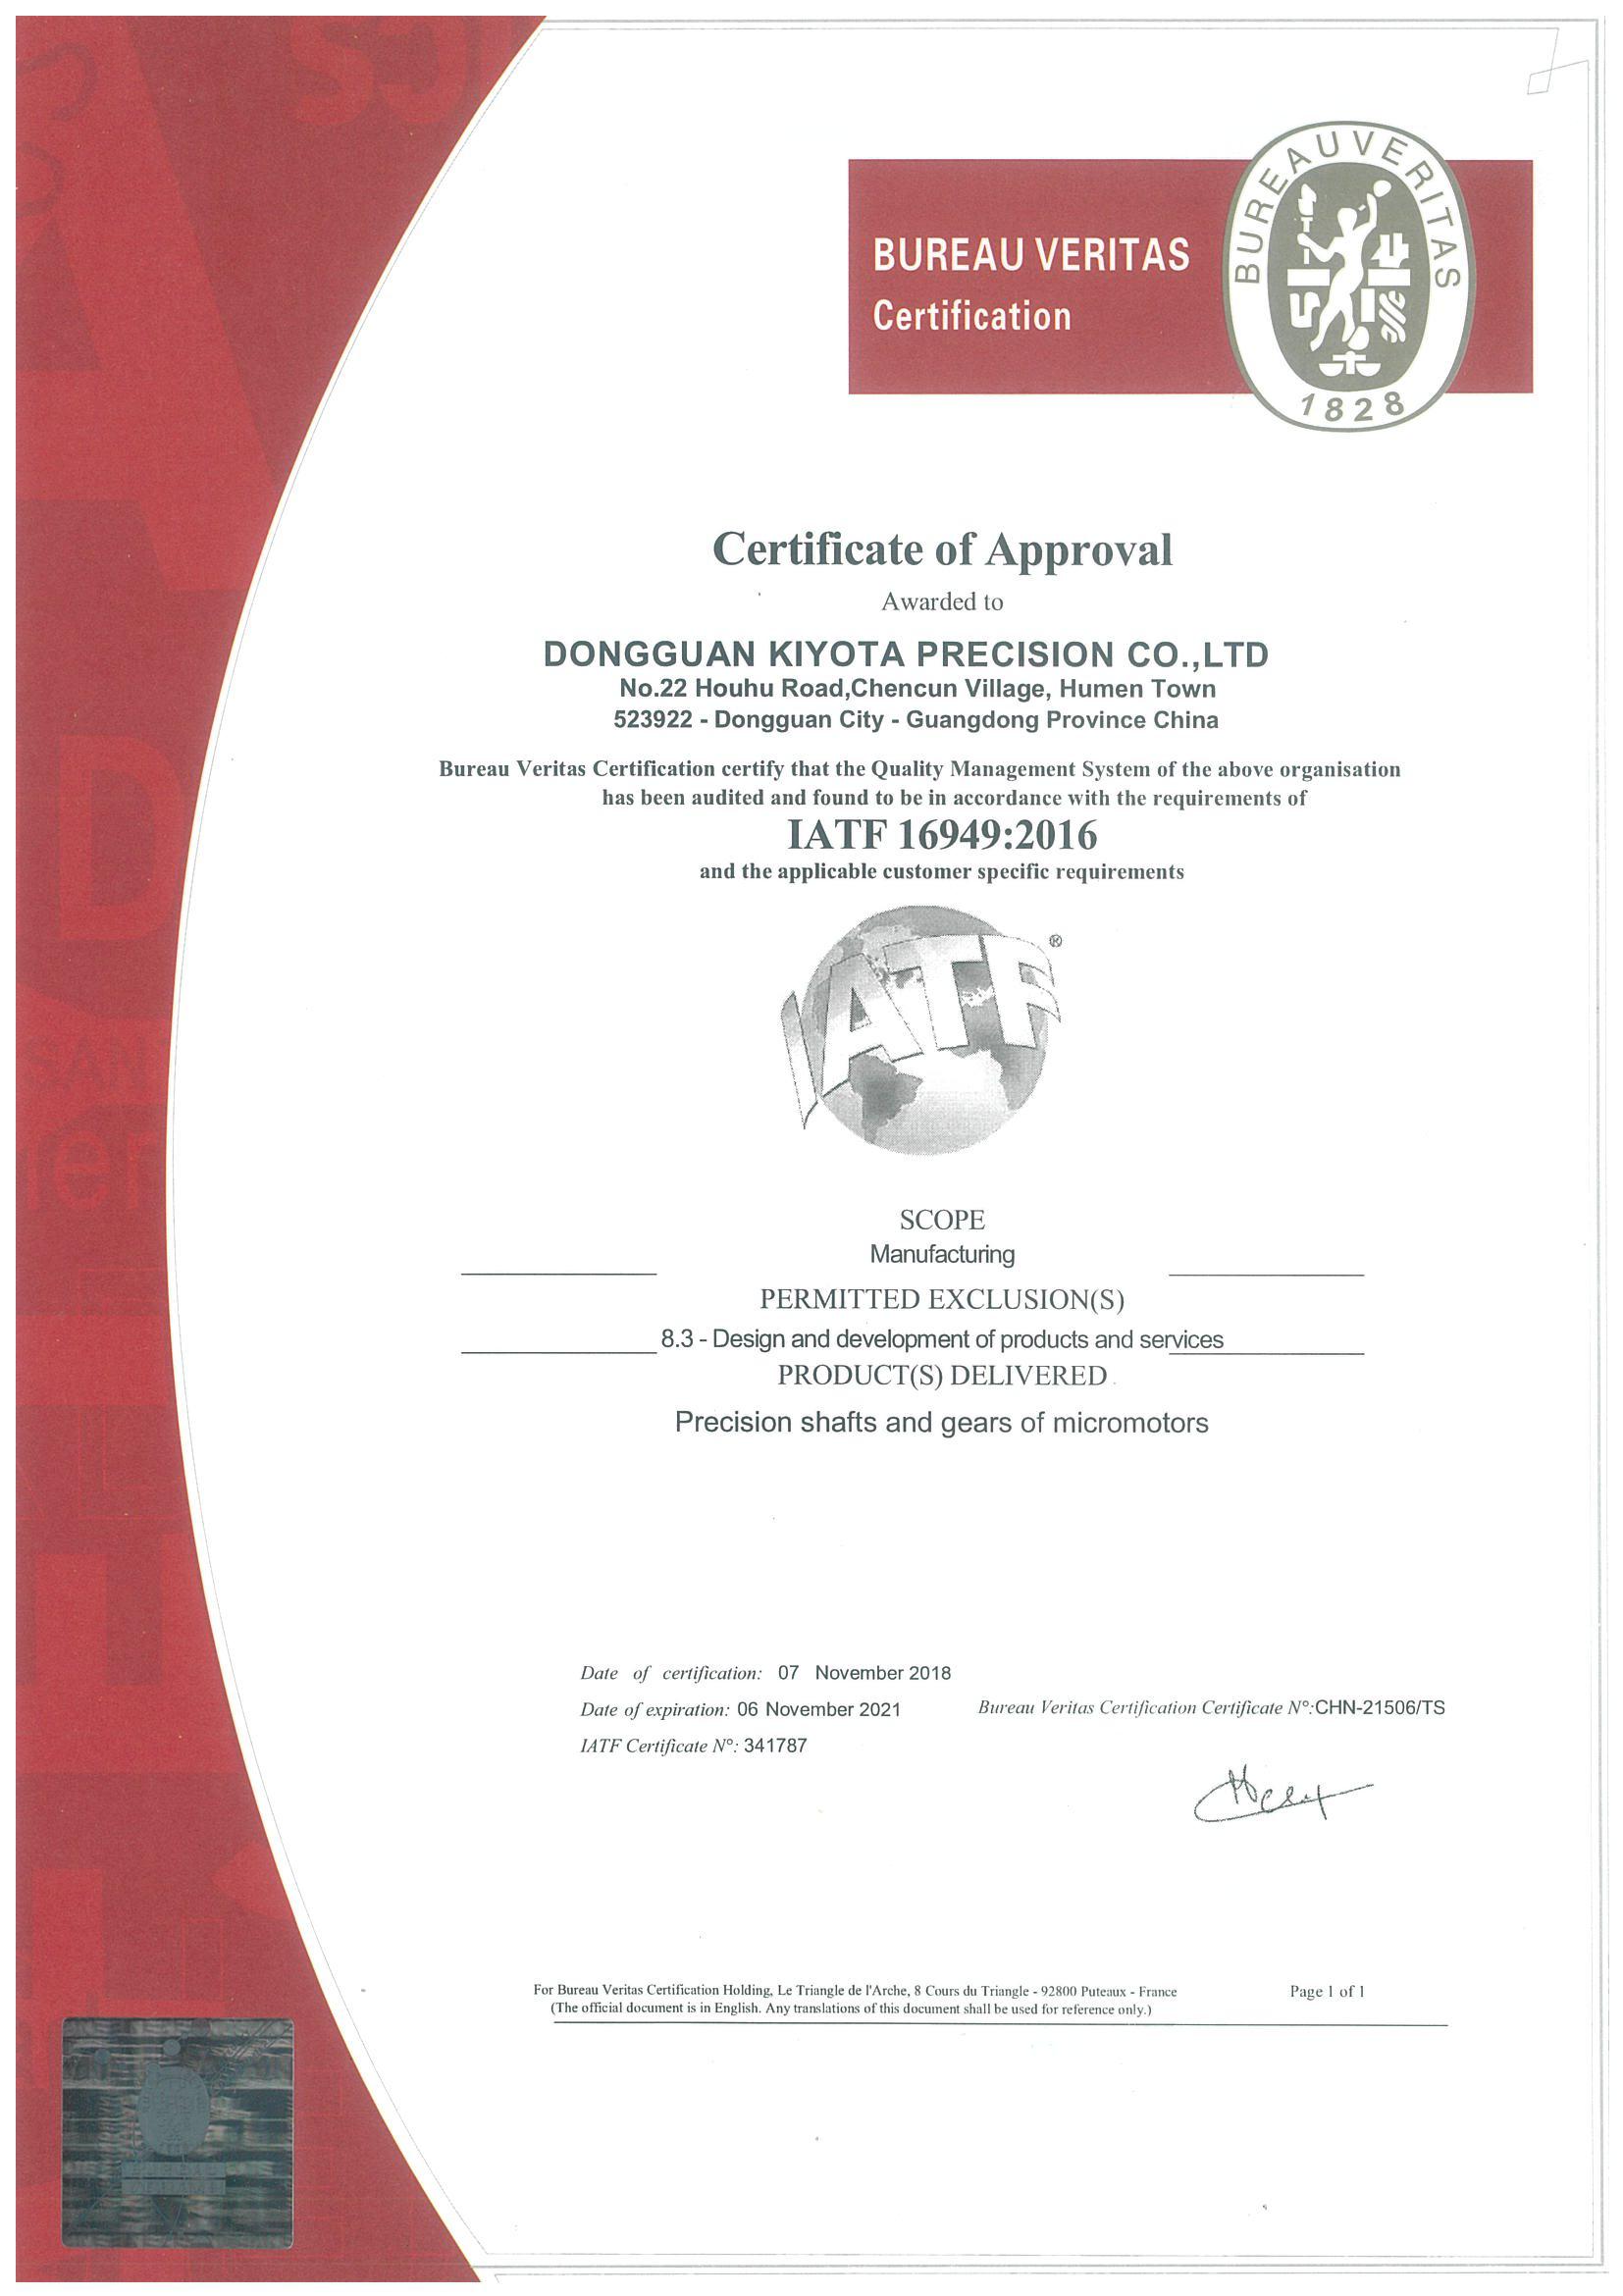 BUREAU VERITAS
Certification
BUREAU VERITAS
1828
Certificate of Approval
Awarded to
DONGGUAN KIYOTA PRECISION CO.,LTD
No.22 Houhu Road,Chencun Village, Humen Town
523922 - Dongguan City - Guangdong Province China
Bureau Veritas Certification certify that the Quality Management System of the above organisation
has been audited and found to be in accordance with the requirements of
IATF 16949:2016
and the applicable customer specific requirements
IATF®
SCOPE
Manufacturing
PERMITTED EXCLUSION(S)
8.3 - Design and development of products and services
PRODUCT(S) DELIVERED
Precision shafts and gears of micromotors
Date of certification: 07 November 2018
Date of expiration: 06 November 2021
Bureau Veritas Certification Certificate N°:CHN-21506/TS
IATF Certificate N°: 341787
For Bureau Veritas Certification Holding, Le Triangle de l'Arche, 8 Cours du Triangle - 92800 Puteaux - France
Page 1 of 1
(The official document is in English. Any translations of this document shall be used for reference only.)